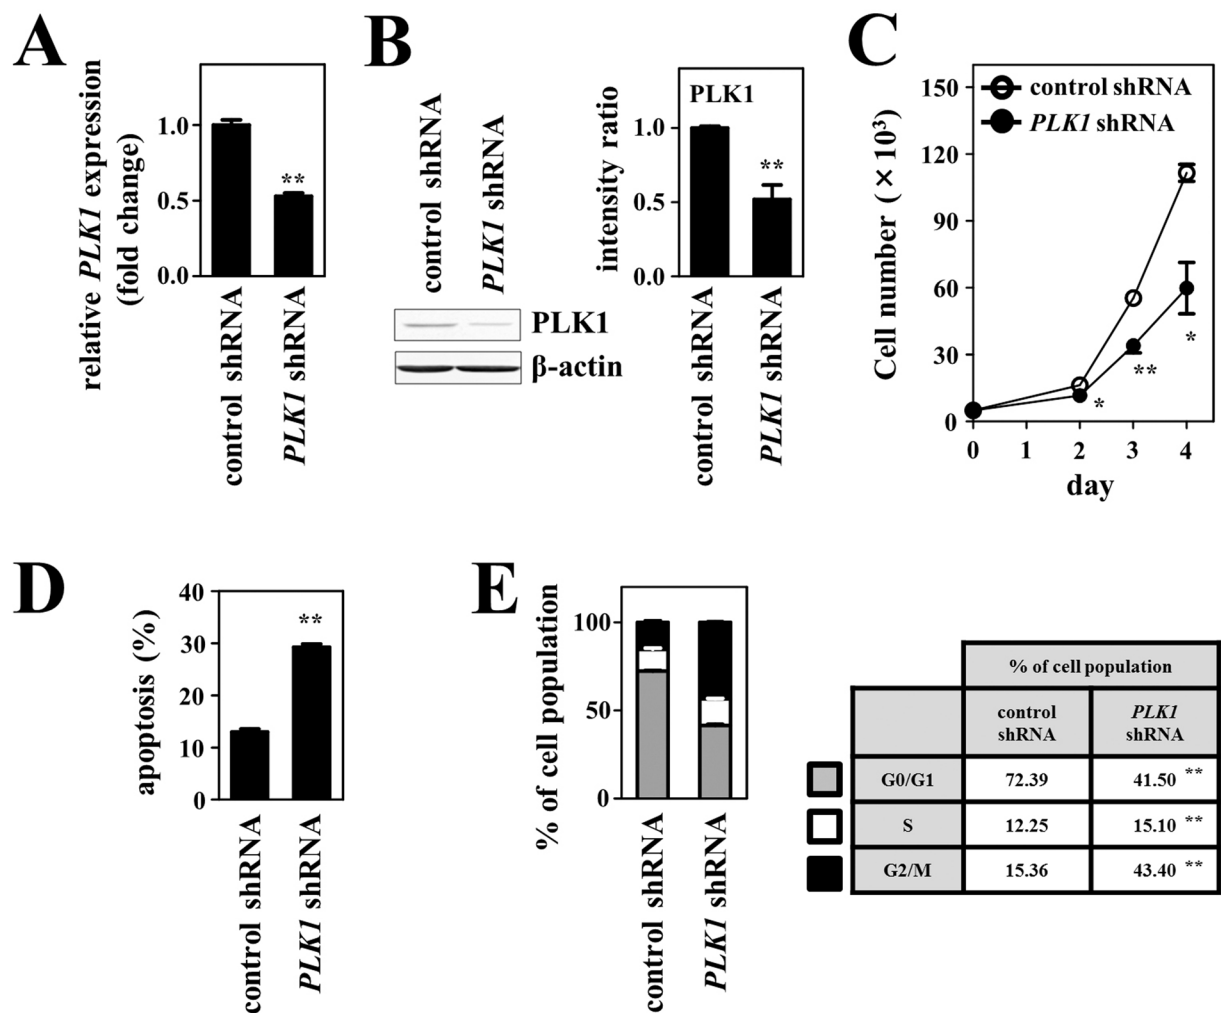 A
relative PLK1 expression
(fold change)
1.0
0.5
0.0
**
control shRNA
PLK1 shRNA
B
control shRNA
PLK1 shRNA
PLK1
β-actin
intensity ratio
1.0
0.5
0.0
PLK1
**
control shRNA
PLK1 shRNA
C
Cell number (×10³)
150
120
90
60
30
0
control shRNA
PLK1 shRNA
*
**
*
0 1 2 3 4
day
D
apoptosis (%)
40
30
20
10
0
**
control shRNA
PLK1 shRNA
E
% of cell population
100
50
0
control shRNA
PLK1 shRNA
% of cell population
control
shRNA
PLK1
shRNA
G0/G1 72.39 41.50 **
S 12.25 15.10 **
G2/M 15.36 43.40 **